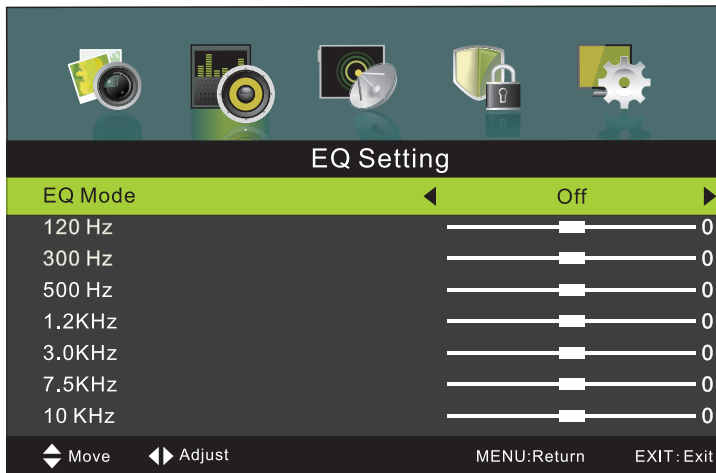 EQ Setting
EQ Mode Off
120 Hz 0
300 Hz 0
500 Hz 0
1.2KHz 0
3.0KHz 0
7.5KHz 0
10 KHz 0
Move Adjust MENU:Return EXIT:Exit